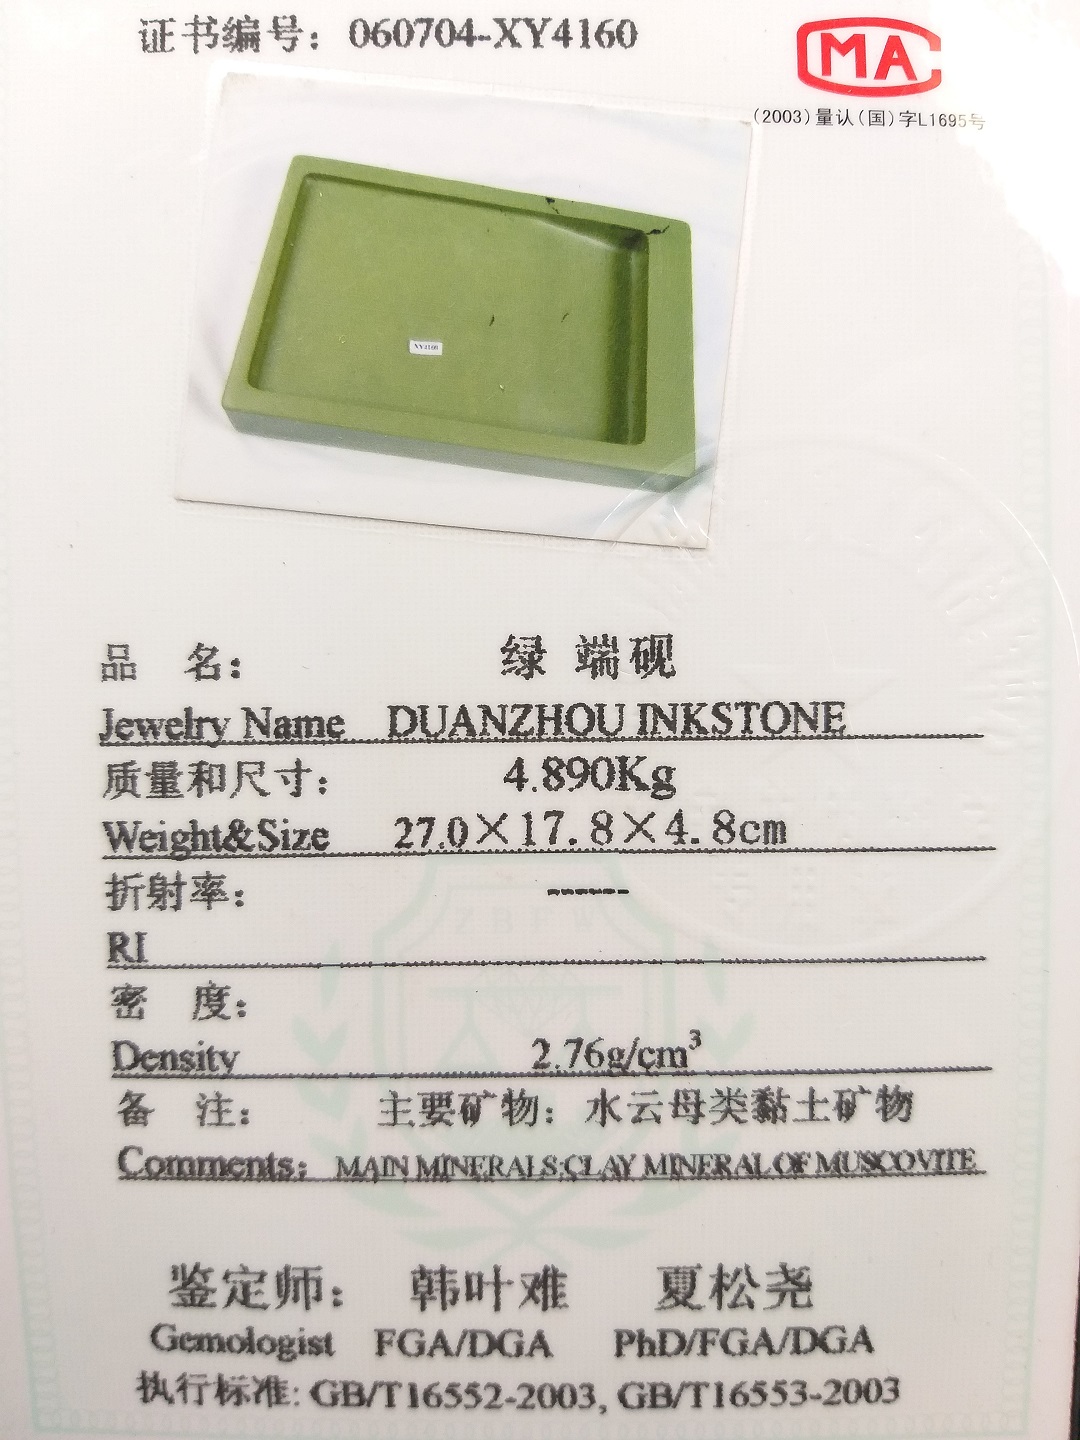 证书编号：060704-XY4160
CMA
(2003)量认(国)字L1695号
XY4160
品 名：绿 端砚
Jewelry Name DUANZHOU INKSTONE
质量和尺寸：4.890Kg
Weight&Size 27.0×17.8×4.8cm
折射率：-------
RI
密 度：
Density 2.76g/cm³
备 注：主要矿物：水云母类黏土矿物
Comments: MAIN MINERALS:CLAY MINERAL OF MUSCOVITE
鉴定师：韩叶难 夏松尧
Gemologist FGA/DGA PhD/FGA/DGA
执行标准: GB/T16552-2003, GB/T16553-2003